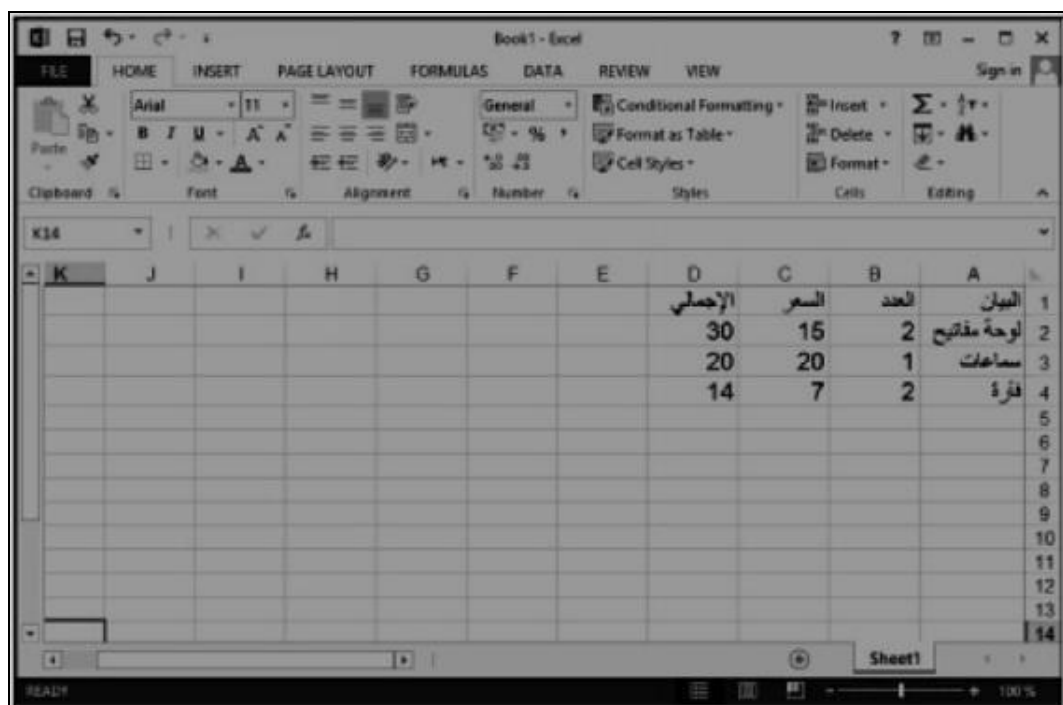 Book1 - Excel
FILE HOME INSERT PAGE LAYOUT FORMULAS DATA REVIEW VIEW Sign in
Arial 11 General Conditional Formatting Insert
Paste B I U A A % Format as Table Delete
A Cell Styles Format
Clipboard Font Alignment Number Styles Cells Editing
K14 fx
K J I H G F E D C B A
البيان العدد السعر الإجمالي 1
لوحة مفاتيح 2 15 30 2
سماعات 1 20 20 3
فأرة 2 7 14 4
5
6
7
8
9
10
11
12
13
14
Sheet1
READY 100 %